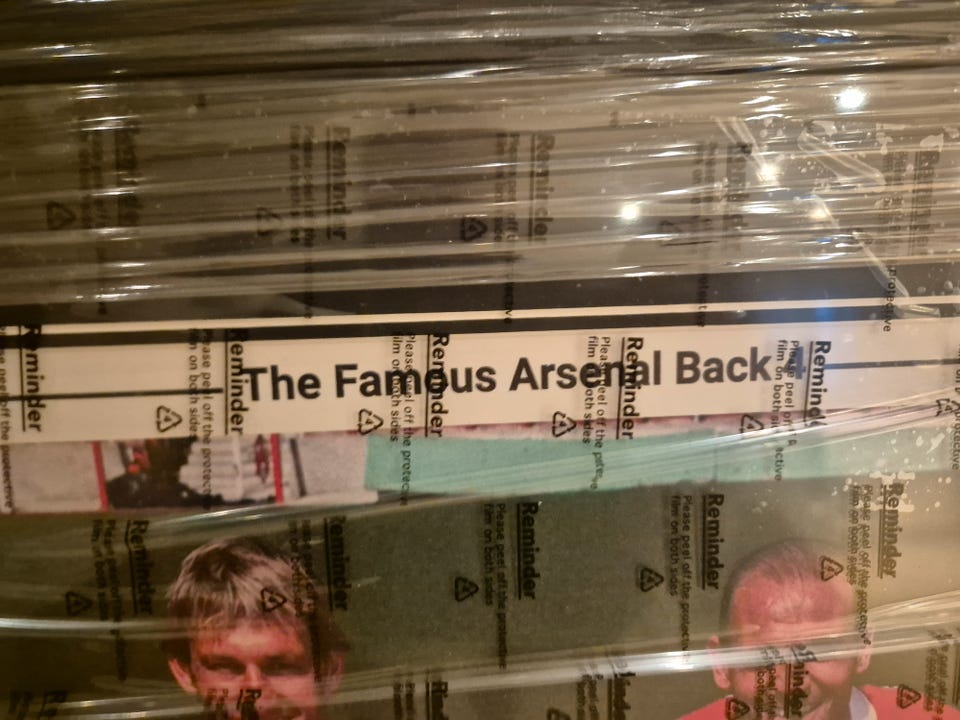 Reminder
Please peel off the protective
film on both sides
The Famous Arsenal Back 4